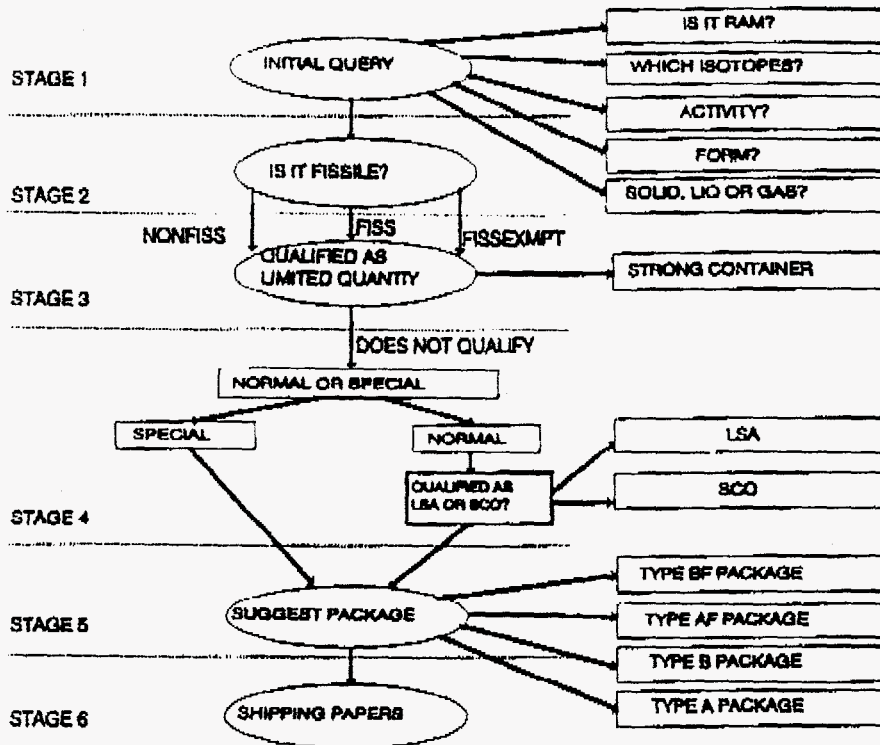 IS IT RAM?
INITIAL QUERY
WHICH ISOTOPES?
STAGE 1
ACTIVITY?
FORM?
IS IT FISSILE?
SOLID, LIQ OR GAS?
STAGE 2
NONFISS
FISS
FISSEXMPT
QUALIFIED AS
LIMITED QUANTITY
STRONG CONTAINER
STAGE 3
DOES NOT QUALIFY
NORMAL OR SPECIAL
SPECIAL
NORMAL
LSA
QUALIFIED AS
LSA OR SCO?
SCO
STAGE 4
TYPE BF PACKAGE
SUGGEST PACKAGE
TYPE AF PACKAGE
STAGE 5
TYPE B PACKAGE
TYPE A PACKAGE
SHIPPING PAPERS
STAGE 6